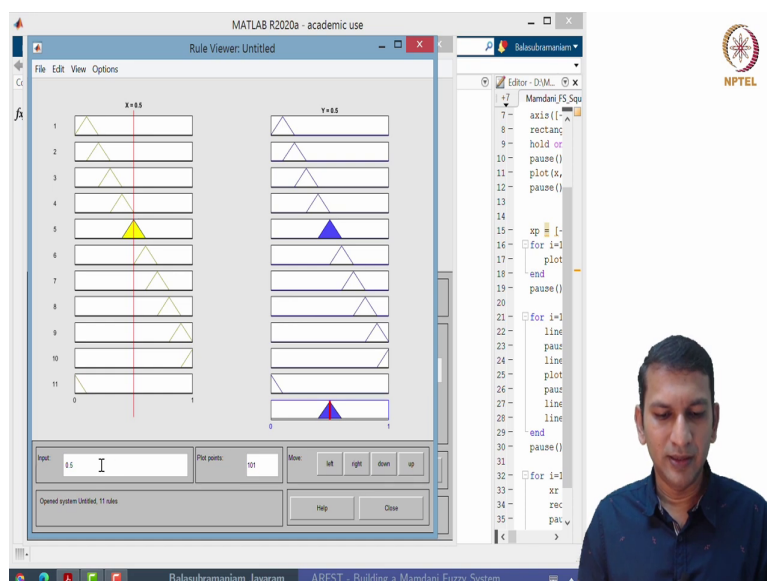 MATLAB R2020a - academic use
Rule Viewer: Untitled
Balasubramaniam
File Edit View Options
Editor - D:\M...
+7 Mamdani_FS_Squ
X = 0.5
Y = 0.5
1
2
3
4
5
6
7
8
9
10
11
0 1
0 1
7 - axis([-
8 - rectang
9 - hold or
10 - pause()
11 - plot(x,
12 - pause()
13
14
15 - xp = [-
16 - for i=1
17 - plot
18 - end
19 - pause()
20
21 - for i=1
22 - line
23 - paus
24 - line
25 - plot
26 - paus
27 - line
28 - line
29 - end
30 - pause()
31
32 - for i=1
33 - xr
34 - rec
35 - pau
Input: 0.5
Plot points: 101
Move: left right down up
Opened system Untitled, 11 rules
Help Close
fx
NPTEL
Balasubramaniam Jayaram
AREST - Building a Mamdani Fuzzy System